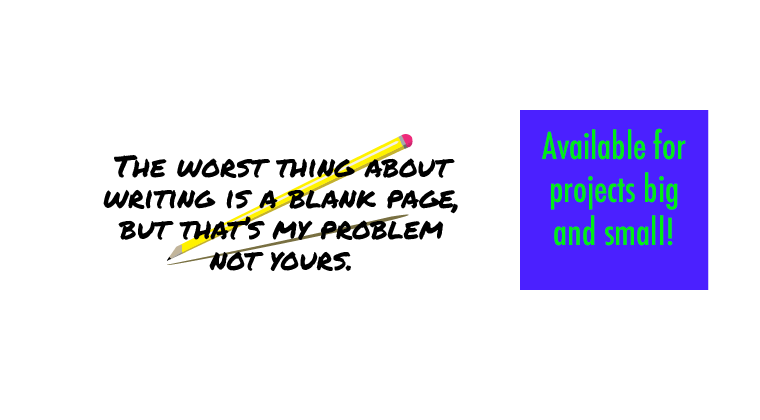 The worst thing about
writing is a blank page,
but that's my problem
not yours.
Available for
projects big
and small!